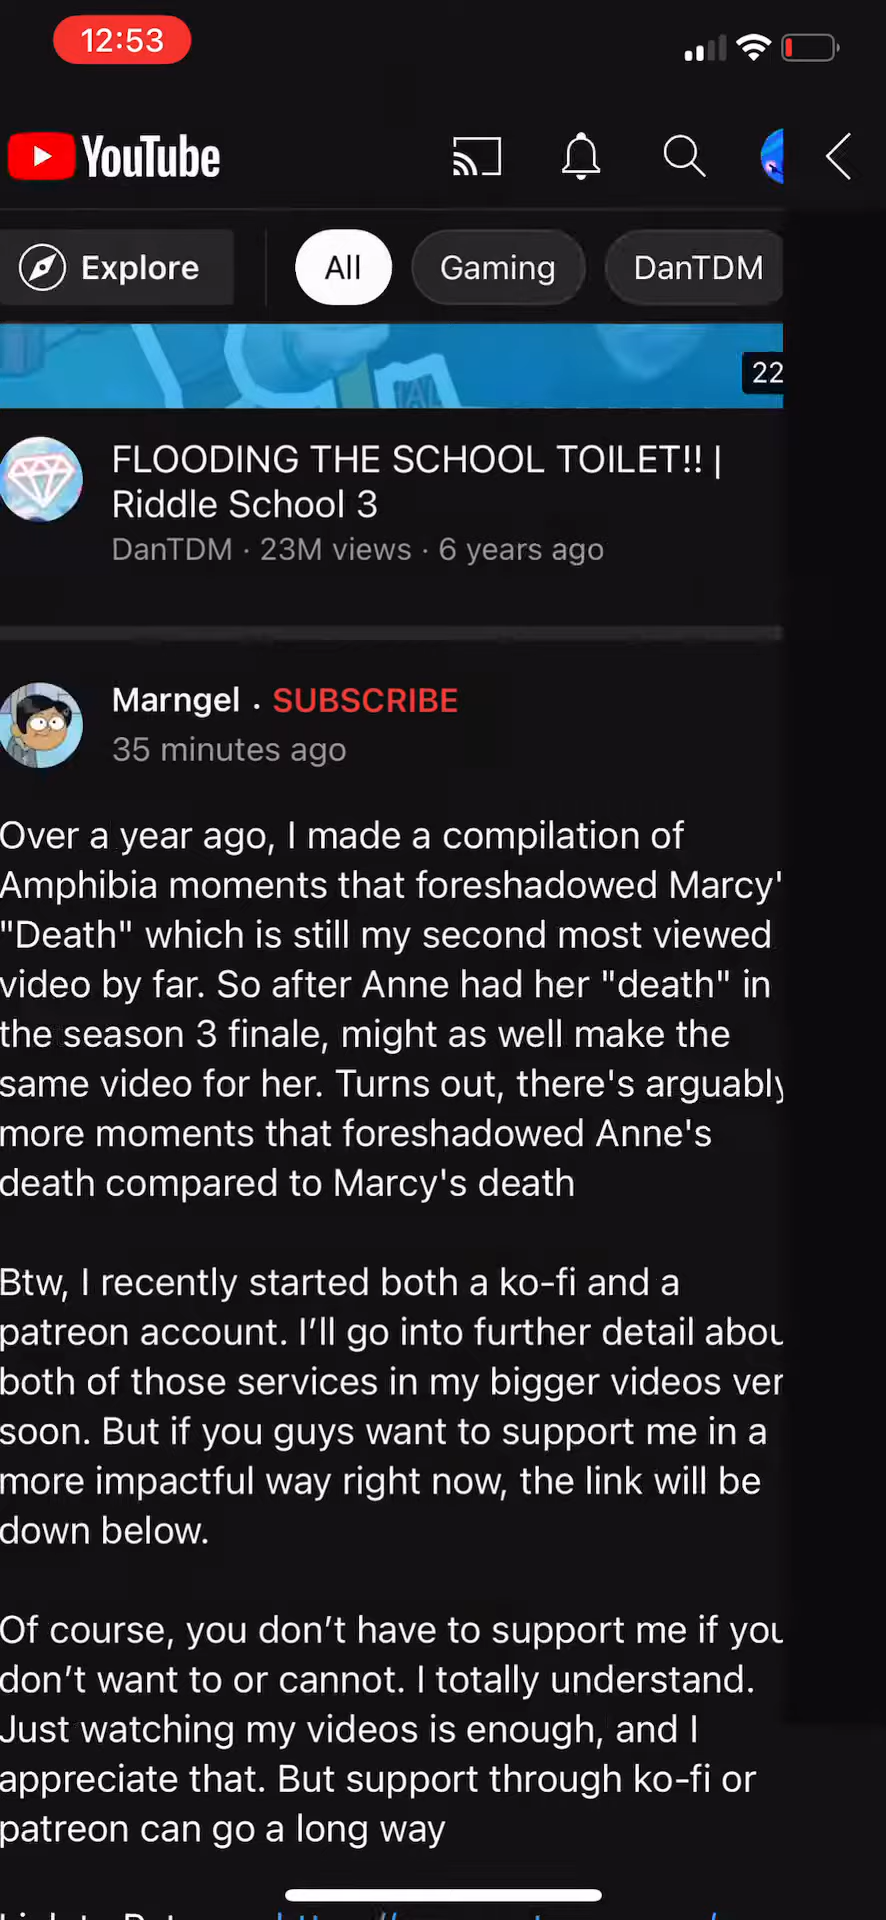 12:53
YouTube
Explore
All
Gaming
DanTDM
22
FLOODING THE SCHOOL TOILET!! |
Riddle School 3
DanTDM · 23M views · 6 years ago
Marngel · SUBSCRIBE
35 minutes ago
Over a year ago, I made a compilation of
Amphibia moments that foreshadowed Marcy'
"Death" which is still my second most viewed
video by far. So after Anne had her "death" in
the season 3 finale, might as well make the
same video for her. Turns out, there's arguably
more moments that foreshadowed Anne's
death compared to Marcy's death
Btw, I recently started both a ko-fi and a
patreon account. I’ll go into further detail abou
both of those services in my bigger videos ver
soon. But if you guys want to support me in a
more impactful way right now, the link will be
down below.
Of course, you don’t have to support me if you
don’t want to or cannot. I totally understand.
Just watching my videos is enough, and I
appreciate that. But support through ko-fi or
patreon can go a long way